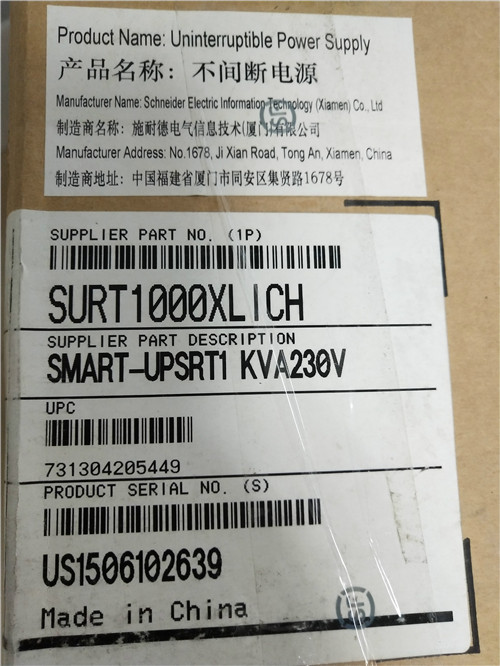 Product Name: Uninterruptible Power Supply
产品名称：不间断电源
Manufacturer Name: Schneider Electric Information Technology (Xiamen) Co., Ltd
制造商名称：施耐德电气信息技术(厦门)有限公司
Manufacturer Address: No.1678, Ji Xian Road, Tong An, Xiamen, China
制造商地址：中国福建省厦门市同安区集贤路1678号
SUPPLIER PART NO. (1P)
SURT1000XLICH
SUPPLIER PART DESCRIPTION
SMART-UPSRT1 KVA230V
UPC
731304205449
PRODUCT SERIAL NO. (S)
US1506102639
Made in China